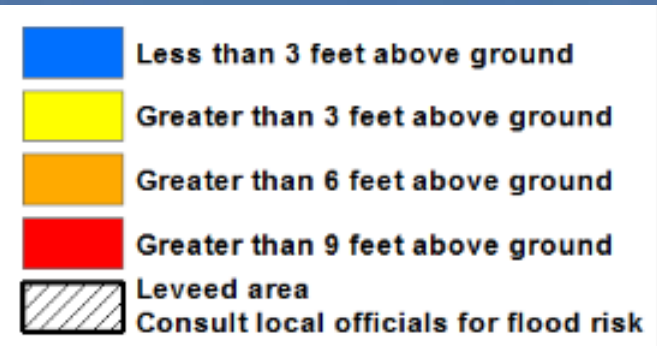 Less than 3 feet above ground
Greater than 3 feet above ground
Greater than 6 feet above ground
Greater than 9 feet above ground
Leveed area
Consult local officials for flood risk